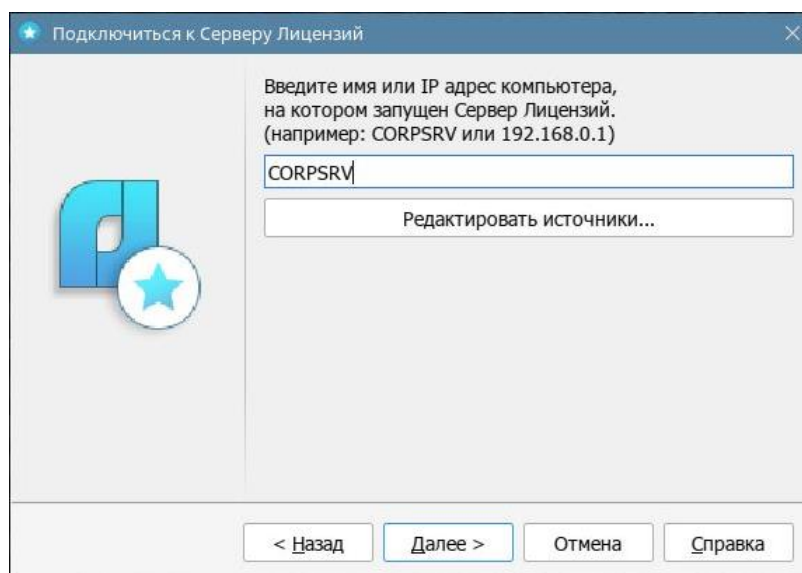 Подключиться к Серверу Лицензий
Введите имя или IP адрес компьютера,
на котором запущен Сервер Лицензий.
(например: CORPSRV или 192.168.0.1)
CORPSRV
Редактировать источники...
< Назад
Далее >
Отмена
Справка